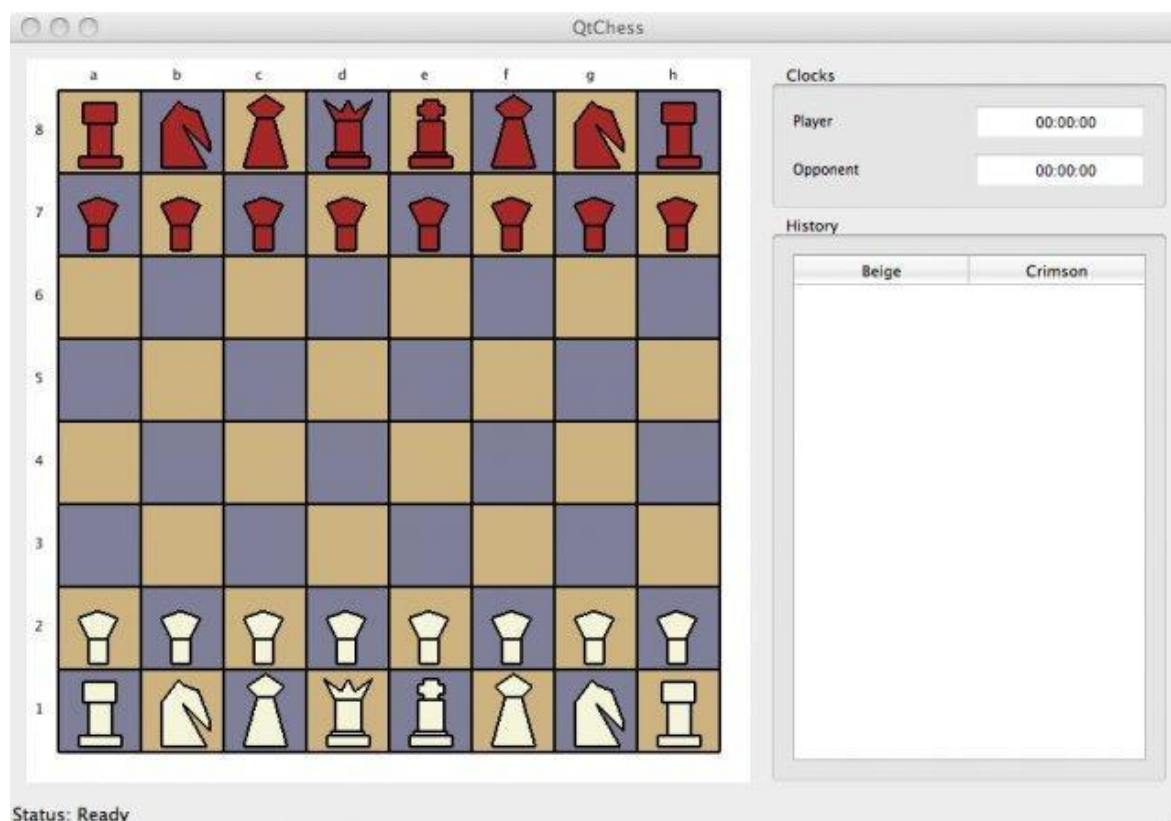 QtChess
a b c d e f g h
8
7
6
5
4
3
2
1
Clocks
Player 00:00:00
Opponent 00:00:00
History
Beige Crimson
Status: Ready